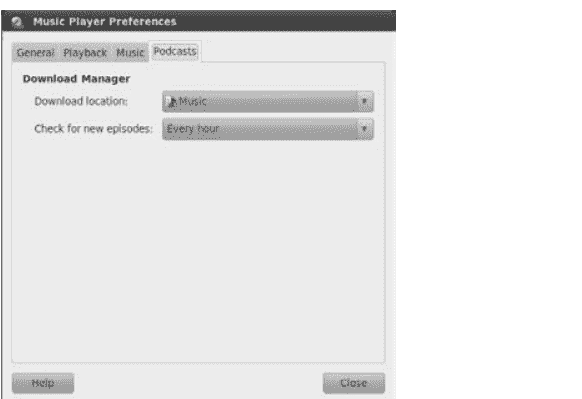 Music Player Preferences
General Playback Music Podcasts
Download Manager
Download location: Music
Check for new episodes: Every hour
Help Close